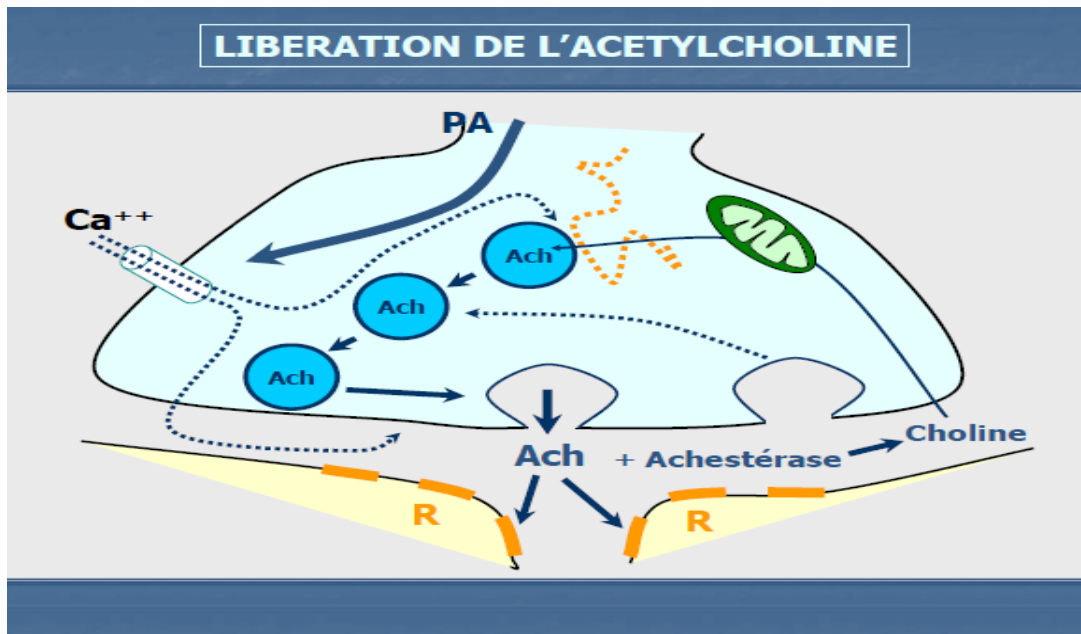 LIBERATION DE L'ACETYLCHOLINE
PA
Ca⁺⁺
Ach
Ach
Ach
Ach + Achestérase
Choline
R
R